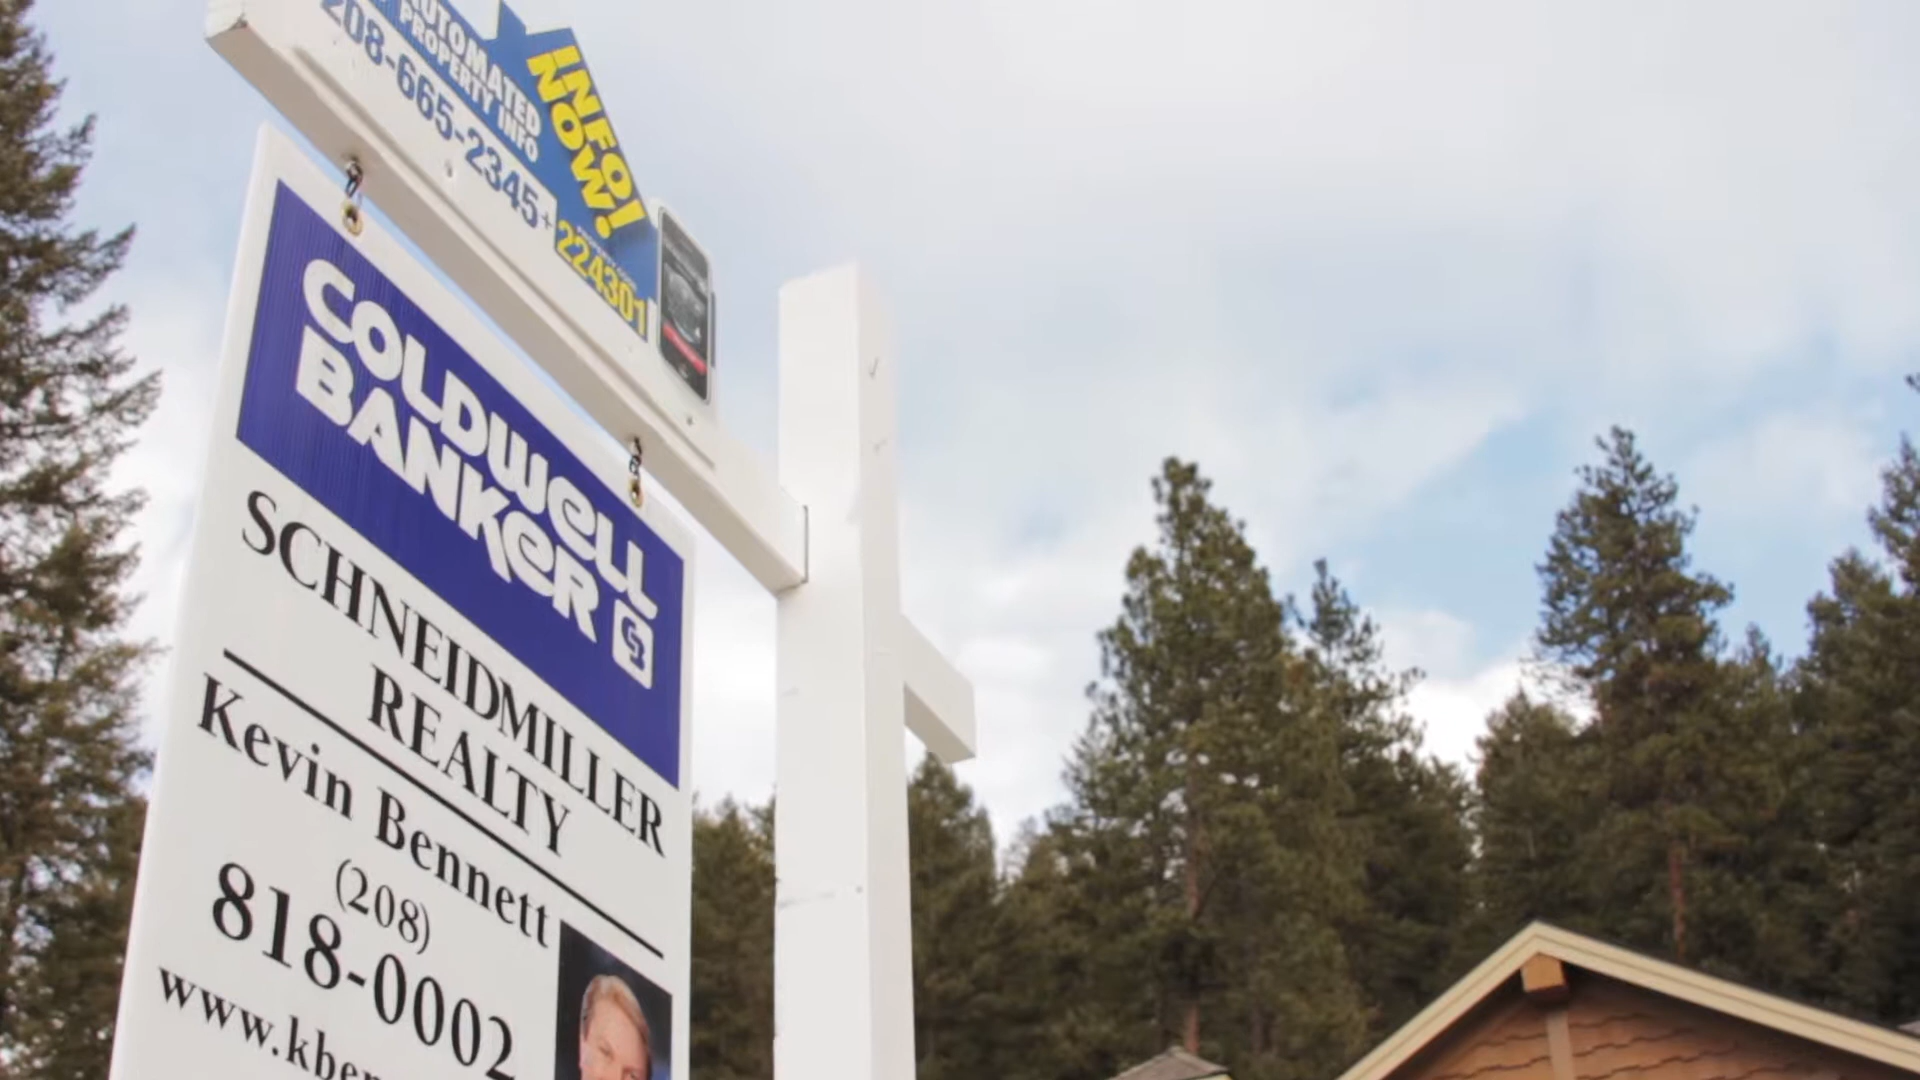 AUTOMATED
PROPERTY INFO
208-665-2345+
INFO
NOW!
224301
COLDWELL
BANKER
SCHNEIDMILLER
REALTY
Kevin Bennett
(208)
818-0002